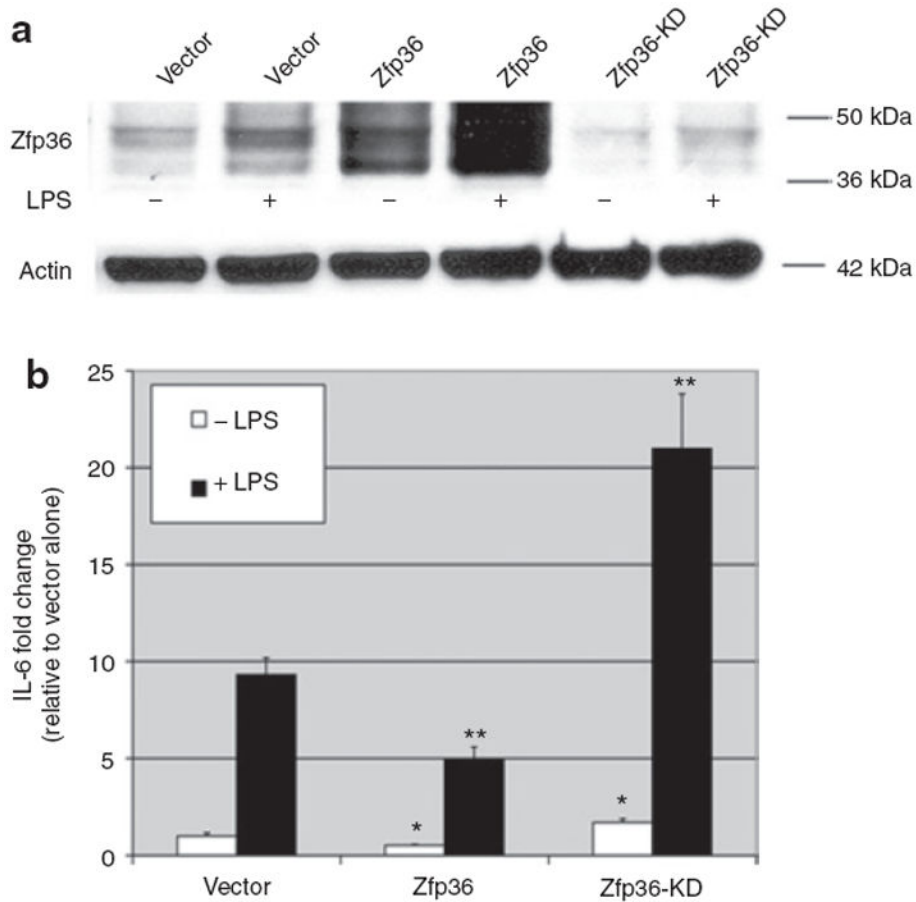 a
Vector Vector Zfp36 Zfp36 Zfp36-KD Zfp36-KD
Zfp36
50 kDa
36 kDa
LPS – + – + – +
Actin
42 kDa
b
IL-6 fold change
(relative to vector alone)
25
20
15
10
5
0
– LPS
+ LPS
*
**
*
**
Vector Zfp36 Zfp36-KD